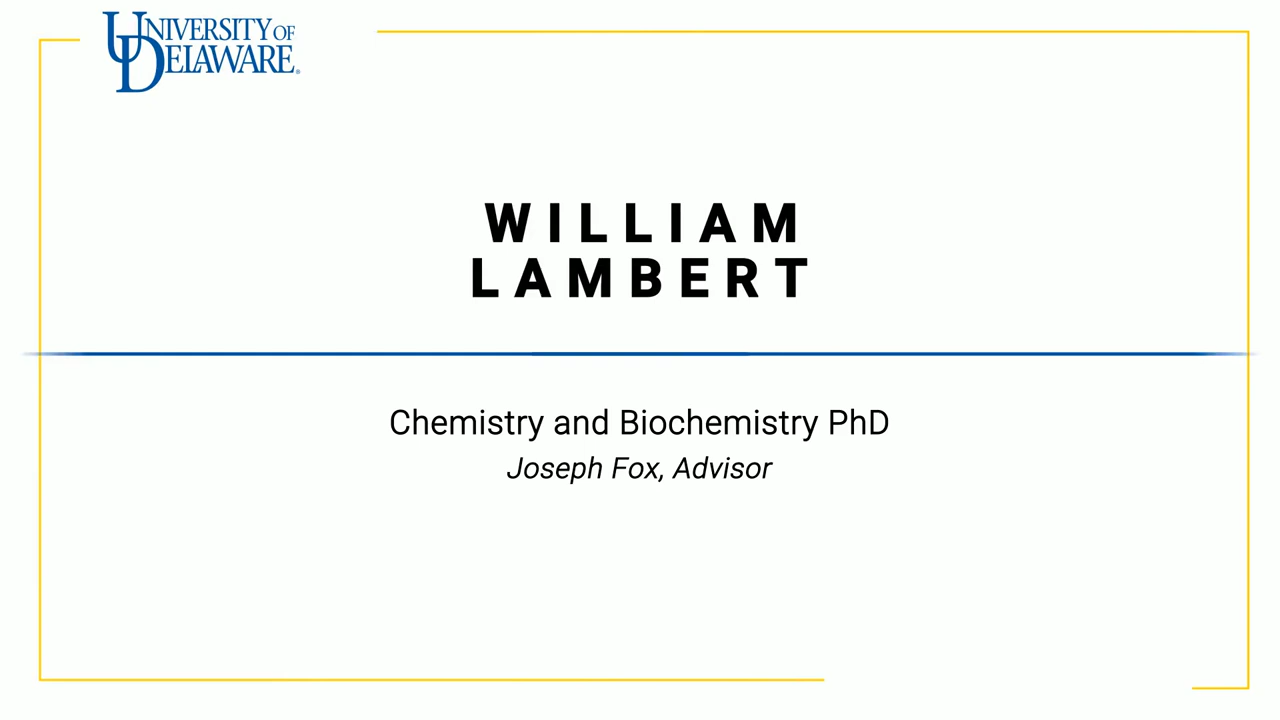 UNIVERSITY OF
DELAWARE
WILLIAM
LAMBERT
Chemistry and Biochemistry PhD
Joseph Fox, Advisor